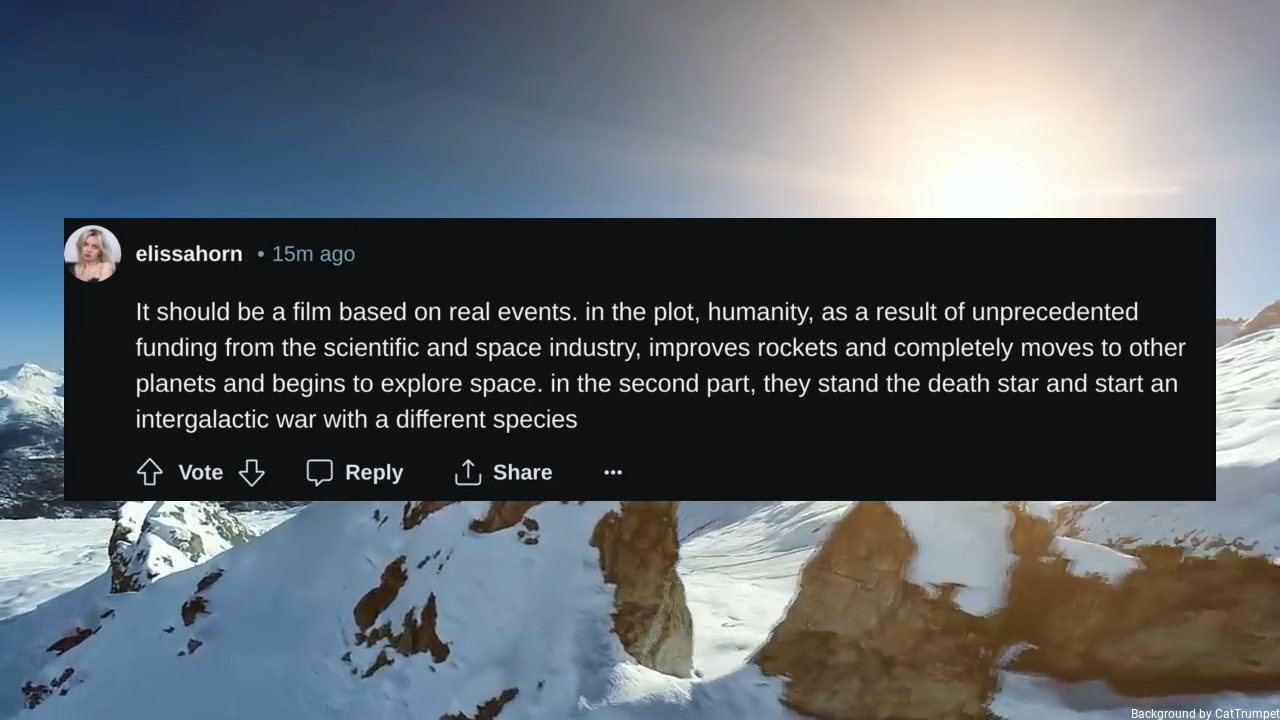 elissahorn • 15m ago
It should be a film based on real events. in the plot, humanity, as a result of unprecedented
funding from the scientific and space industry, improves rockets and completely moves to other
planets and begins to explore space. in the second part, they stand the death star and start an
intergalactic war with a different species
Vote Reply Share ...
Background by CatTrumpet